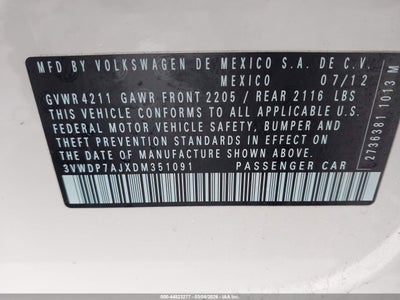 MFD BY VOLKSWAGEN DE MEXICO S.A. DE C.V.
MEXICO 07/12
GVWR 4211 GAWR FRONT 2205 / REAR 2116 LBS
THIS VEHICLE CONFORMS TO ALL APPLICABLE U.S.
FEDERAL MOTOR VEHICLE SAFETY, BUMPER AND
THEFT PREVENTION STANDARDS IN EFFECT ON THE
DATE OF MANUFACTURE SHOWN ABOVE.
3VWDP7AJXDM351091 PASSENGER CAR
2736381 1013 M